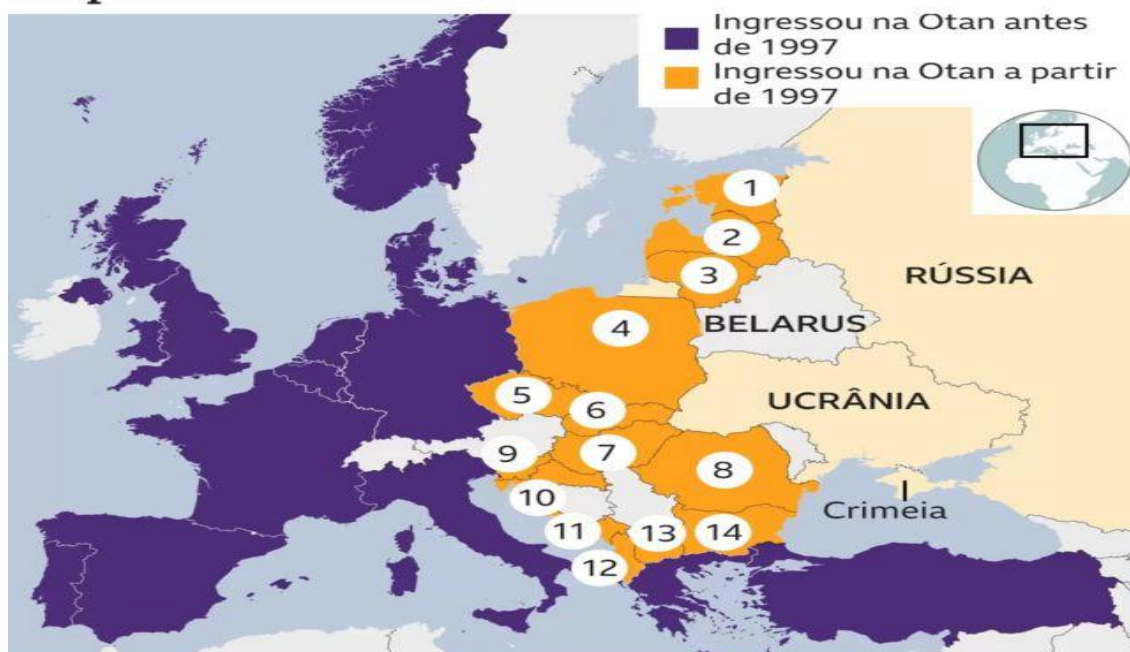 Ingressou na Otan antes
de 1997
Ingressou na Otan a partir
de 1997
1
2
3
RÚSSIA
BELARUS
4
UCRÂNIA
5
6
7
9
8
10
Crimeia
11
13
14
12